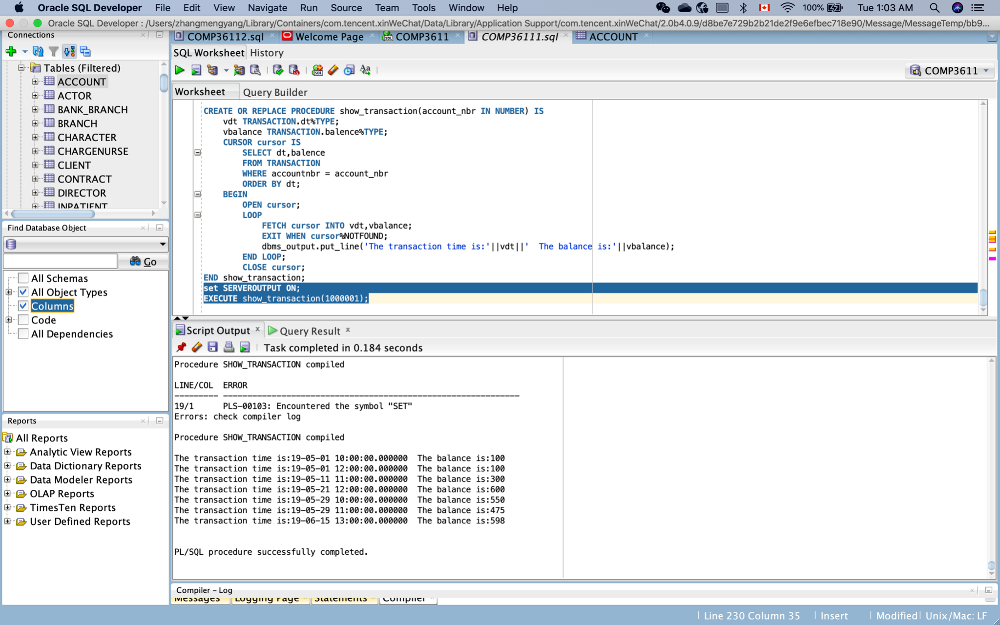 Oracle SQL Developer File Edit View Navigate Run Source Team Tools Window Help 100% Tue 1:03 AM
Oracle SQL Developer : /Users/zhangmengyang/Library/Containers/com.tencent.xinWeChat/Data/Library/Application Support/com.tencent.xinWeChat/2.0b4.0.9/d8be7e729b2b21de2f9e6efbec718e90/Message/MessageTemp/bb9...
Connections
Tables (Filtered)
ACCOUNT
ACTOR
BANK_BRANCH
BRANCH
CHARACTER
CHARGENURSE
CLIENT
CONTRACT
DIRECTOR
INPATIENT
Find Database Object
Go
All Schemas
All Object Types
Columns
Code
All Dependencies
Reports
All Reports
Analytic View Reports
Data Dictionary Reports
Data Modeler Reports
OLAP Reports
TimesTen Reports
User Defined Reports
COMP36112.sql Welcome Page COMP3611 COMP36111.sql ACCOUNT
SQL Worksheet History
COMP3611
Worksheet Query Builder
CREATE OR REPLACE PROCEDURE show_transaction(account_nbr IN NUMBER) IS
vdt TRANSACTION.dt%TYPE;
vbalance TRANSACTION.balence%TYPE;
CURSOR cursor IS
SELECT dt,balence
FROM TRANSACTION
WHERE accountnbr = account_nbr
ORDER BY dt;
BEGIN
OPEN cursor;
LOOP
FETCH cursor INTO vdt,vbalance;
EXIT WHEN cursor%NOTFOUND;
dbms_output.put_line('The transaction time is:'||vdt||'  The balance is:'||vbalance);
END LOOP;
CLOSE cursor;
END show_transaction;
set SERVEROUTPUT ON;
EXECUTE show_transaction(1000001);
Script Output Query Result
Task completed in 0.184 seconds
Procedure SHOW_TRANSACTION compiled
LINE/COL ERROR
--------- -------------------------------------------------------------
19/1 PLS-00103: Encountered the symbol "SET"
Errors: check compiler log
Procedure SHOW_TRANSACTION compiled
The transaction time is:19-05-01 10:00:00.000000  The balance is:100
The transaction time is:19-05-01 12:00:00.000000  The balance is:100
The transaction time is:19-05-11 11:00:00.000000  The balance is:300
The transaction time is:19-05-21 12:00:00.000000  The balance is:600
The transaction time is:19-05-29 10:00:00.000000  The balance is:550
The transaction time is:19-05-29 11:00:00.000000  The balance is:475
The transaction time is:19-06-15 13:00:00.000000  The balance is:598
PL/SQL procedure successfully completed.
Compiler - Log
Messages Logging Page Statements Compiler
Line 230 Column 35 Insert Modified Unix/Mac: LF